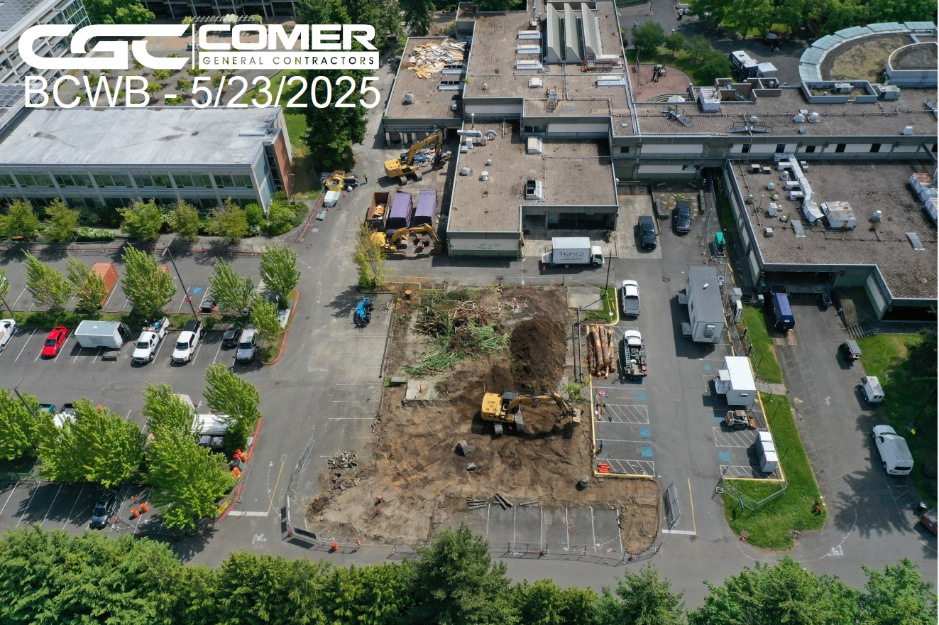 CGC COMER
GENERAL CONTRACTORS
BCWB - 5/23/2025